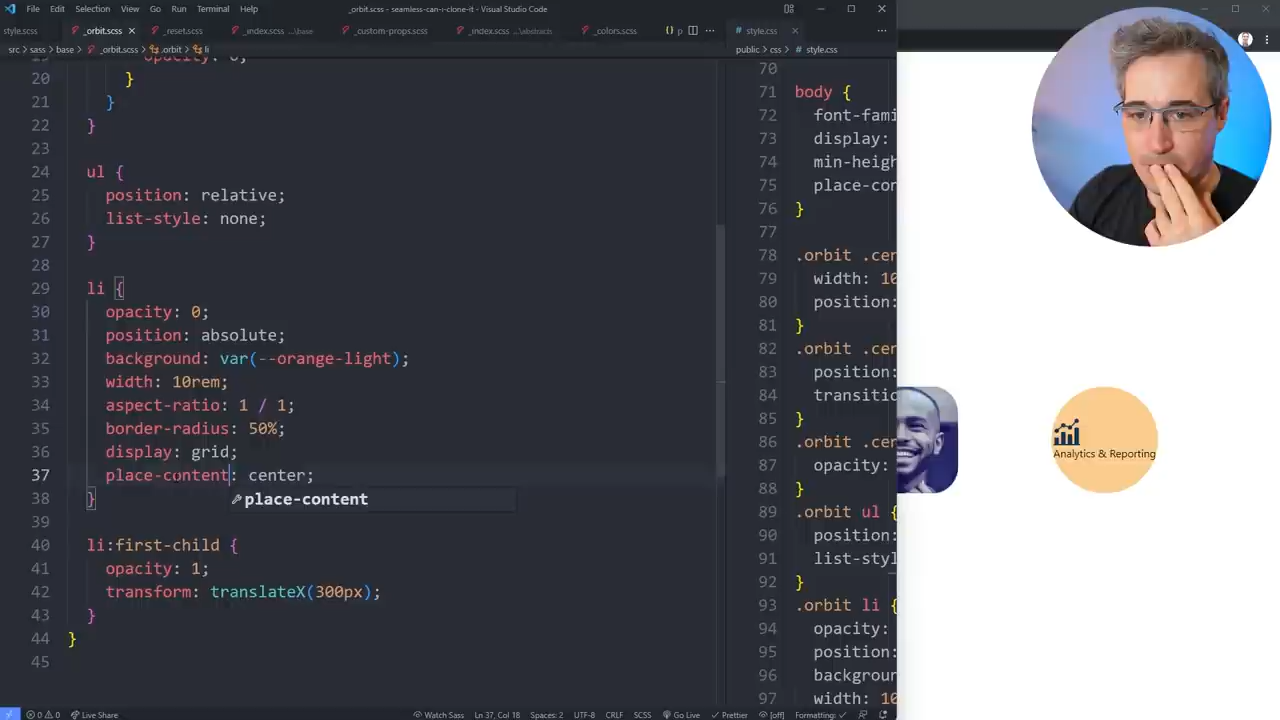 File Edit Selection View Go Run Terminal Help
_orbit.scss - seamless-can-i-clone-it - Visual Studio Code
style.scss
_orbit.scss
_reset.scss
_index.scss ...\base
_custom-props.scss
_index.scss ...\abstracts
_colors.scss
{} p
style.css
src > sass > base > _orbit.scss > .orbit > li
public > css > style.css
20 }
21 }
22 }
23
24 ul {
25 position: relative;
26 list-style: none;
27 }
28
29 li {
30 opacity: 0;
31 position: absolute;
32 background: var(--orange-light);
33 width: 10rem;
34 aspect-ratio: 1 / 1;
35 border-radius: 50%;
36 display: grid;
37 place-content: center;
38 }
place-content
39
40 li:first-child {
41 opacity: 1;
42 transform: translateX(300px);
43 }
44 }
45
70
71 body {
72 font-fami
73 display:
74 min-heigh
75 place-con
76 }
77
78 .orbit .cen
79 width: 10
80 position:
81 }
82 .orbit .cen
83 position:
84 transitio
85 }
86 .orbit .cen
87 opacity:
88 }
89 .orbit ul {
90 position:
91 list-styl
92 }
93 .orbit li {
94 opacity:
95 position:
96 backgroun
97 width: 10
Analytics & Reporting
0 0 Live Share
Watch Sass Ln 37, Col 18 Spaces: 2 UTF-8 CRLF SCSS Go Live Prettier [off] Formatting: